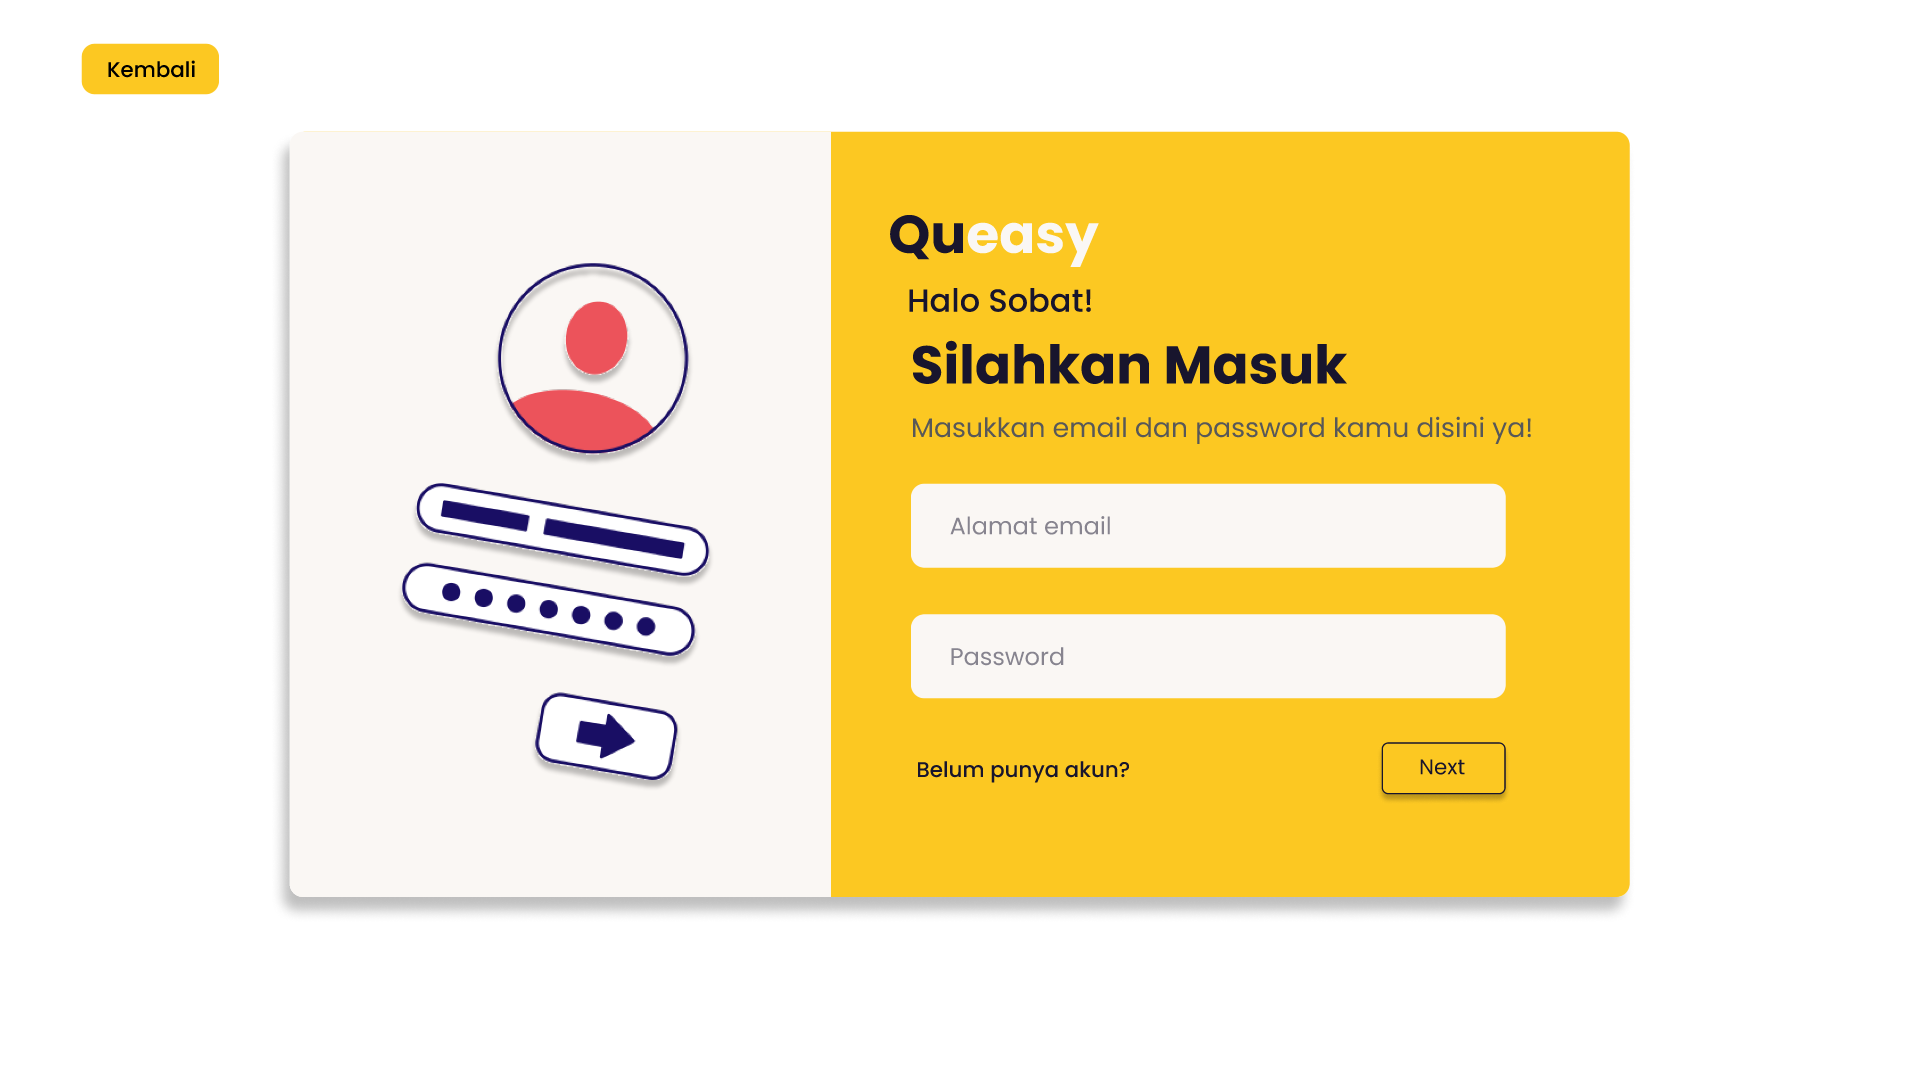 Kembali
Queasy
Halo Sobat!
Silahkan Masuk
Masukkan email dan password kamu disini ya!
Alamat email
Password
Belum punya akun?
Next